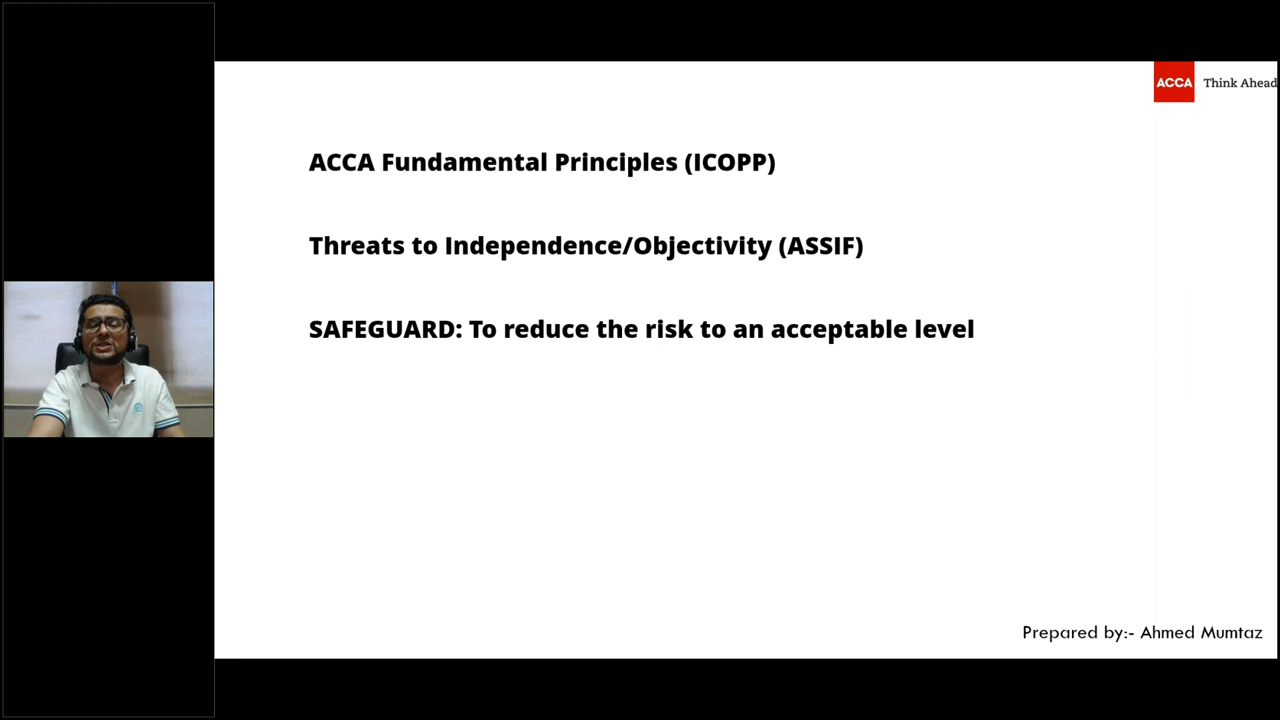 ACCA Think Ahead
ACCA Fundamental Principles (ICOPP)
Threats to Independence/Objectivity (ASSIF)
SAFEGUARD: To reduce the risk to an acceptable level
Prepared by:- Ahmed Mumtaz